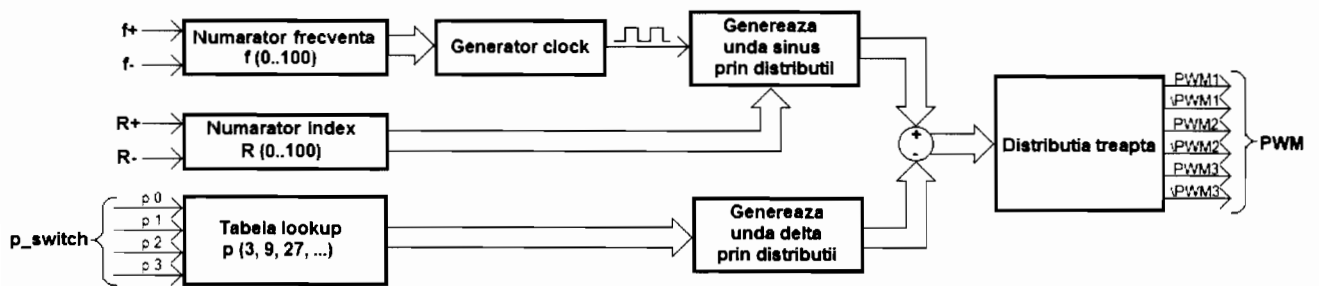 f+
f-
Numarator frecventa
f (0..100)
Generator clock
Genereaza
unda sinus
prin distributii
R+
R-
Numarator index
R (0..100)
+
-
Distributia treapta
PWM1
\PWM1
PWM2
\PWM2
PWM3
\PWM3
PWM
p_switch
p 0
p 1
p 2
p 3
Tabela lookup
p (3, 9, 27, ...)
Genereaza
unda delta
prin distributii